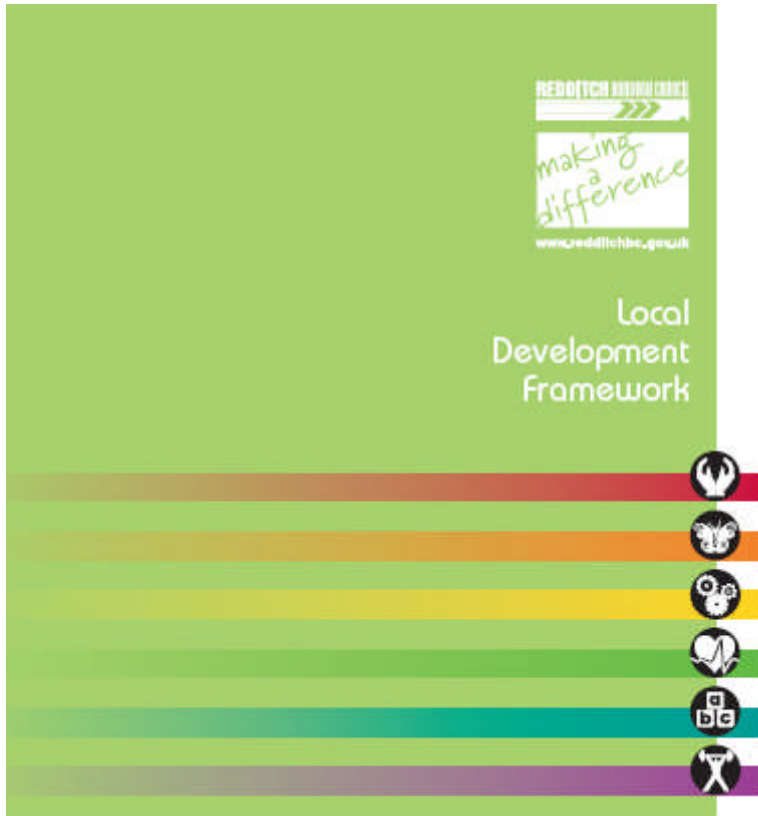 REDDITCH BOROUGH COUNCIL
making
a
difference
www.redditchbc.gov.uk
Local
Development
Framework
a
b c